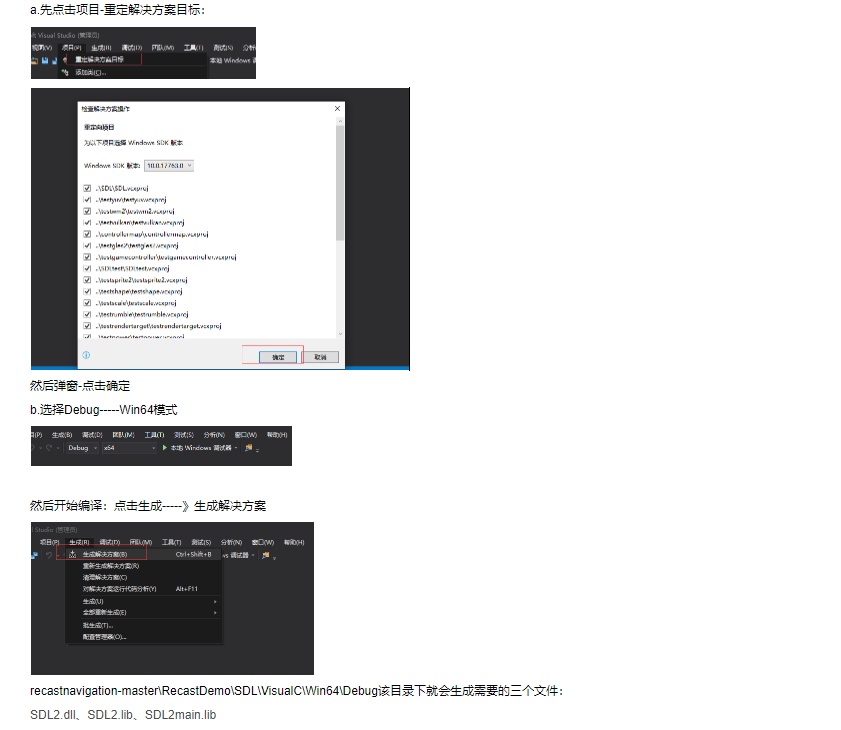 a.先点击项目-重定解决方案目标:
ft Visual Studio (管理员)
视图(V) 项目(P) 生成(B) 调试(D) 团队(M) 工具(T) 测试(S) 分析
重定解决方案目标
本地 Windows 调
添加类(C)...
检查解决方案操作
重定向项目
为以下项目选择 Windows SDK 版本
Windows SDK 版本: 10.0.17763.0
..\SDL\SDL.vcxproj
..\testyuv\testyuv.vcxproj
..\testwm2\testwm2.vcxproj
..\testvulkan\testvulkan.vcxproj
..\controllermap\controllermap.vcxproj
..\testgles2\testgles2.vcxproj
..\testgamecontroller\testgamecontroller.vcxproj
..\SDLtest\SDLtest.vcxproj
..\testsprite2\testsprite2.vcxproj
..\testshape\testshape.vcxproj
..\testscale\testscale.vcxproj
..\testrumble\testrumble.vcxproj
..\testrendertarget\testrendertarget.vcxproj
..\testpower\testpower.vcxproj
确定 取消
然后弹窗-点击确定
b.选择Debug-----Win64模式
目(P) 生成(B) 调试(D) 团队(M) 工具(T) 测试(S) 分析(N) 窗口(W) 帮助(H)
Debug x64 本地 Windows 调试器
然后开始编译：点击生成-----》生成解决方案
l Studio (管理员)
项目(P) 生成(B) 调试(D) 团队(M) 工具(T) 测试(S) 分析(N) 窗口(W) 帮助(H)
生成解决方案(B) Ctrl+Shift+B ws 调试器
重新生成解决方案(R)
清理解决方案(C)
对解决方案运行代码分析(Y) Alt+F11
生成(U)
全部重新生成(E)
批生成(T)...
配置管理器(O)...
recastnavigation-master\RecastDemo\SDL\VisualC\Win64\Debug该目录下就会生成需要的三个文件:
SDL2.dll、SDL2.lib、SDL2main.lib